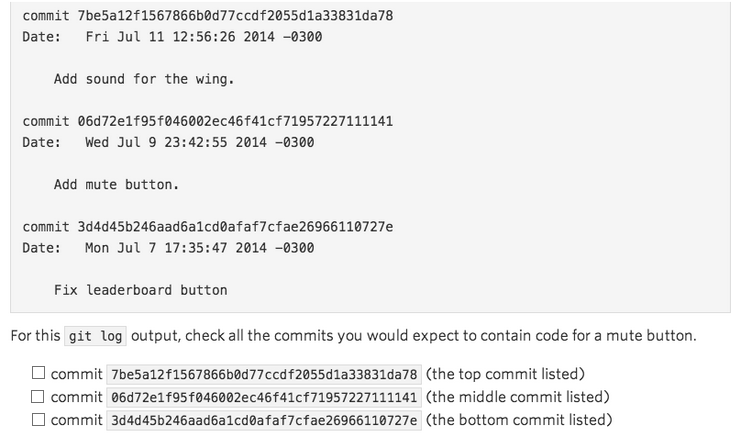 commit 7be5a12f1567866b0d77ccdf2055d1a33831da78
Date:   Fri Jul 11 12:56:26 2014 -0300
Add sound for the wing.
commit 06d72e1f95f046002ec46f41cf71957227111141
Date:   Wed Jul 9 23:42:55 2014 -0300
Add mute button.
commit 3d4d45b246aad6a1cd0afaf7cfae26966110727e
Date:   Mon Jul 7 17:35:47 2014 -0300
Fix leaderboard button
For this git log output, check all the commits you would expect to contain code for a mute button.
commit 7be5a12f1567866b0d77ccdf2055d1a33831da78 (the top commit listed)
commit 06d72e1f95f046002ec46f41cf71957227111141 (the middle commit listed)
commit 3d4d45b246aad6a1cd0afaf7cfae26966110727e (the bottom commit listed)